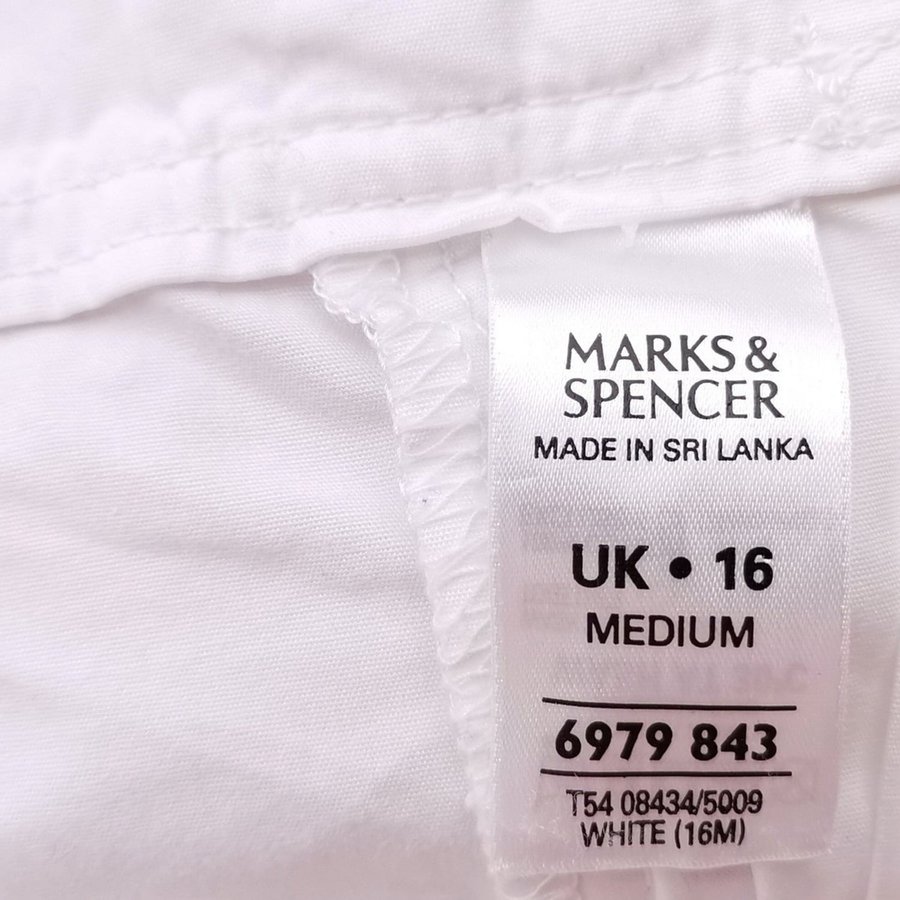 MARKS &
SPENCER
MADE IN SRI LANKA
UK • 16
MEDIUM
6979 843
T54 08434/5009
WHITE (16M)